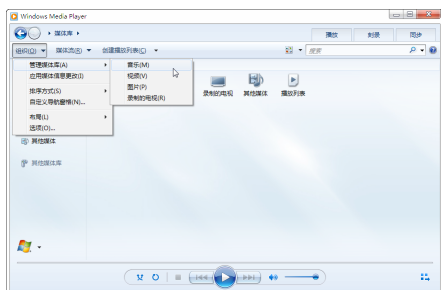 Windows Media Player
媒体库
播放 刻录 同步
组织(O) 媒体流(R) 创建播放列表(C) 搜索
管理媒体库(A) 音乐(M)
应用媒体信息更改(I) 视频(V)
图片(P)
排序方式(S) 录制的电视(R)
录制的电视 其他媒体 播放列表
自定义导航窗格(N)...
布局(L)
选项(O)...
其他媒体
其他媒体库